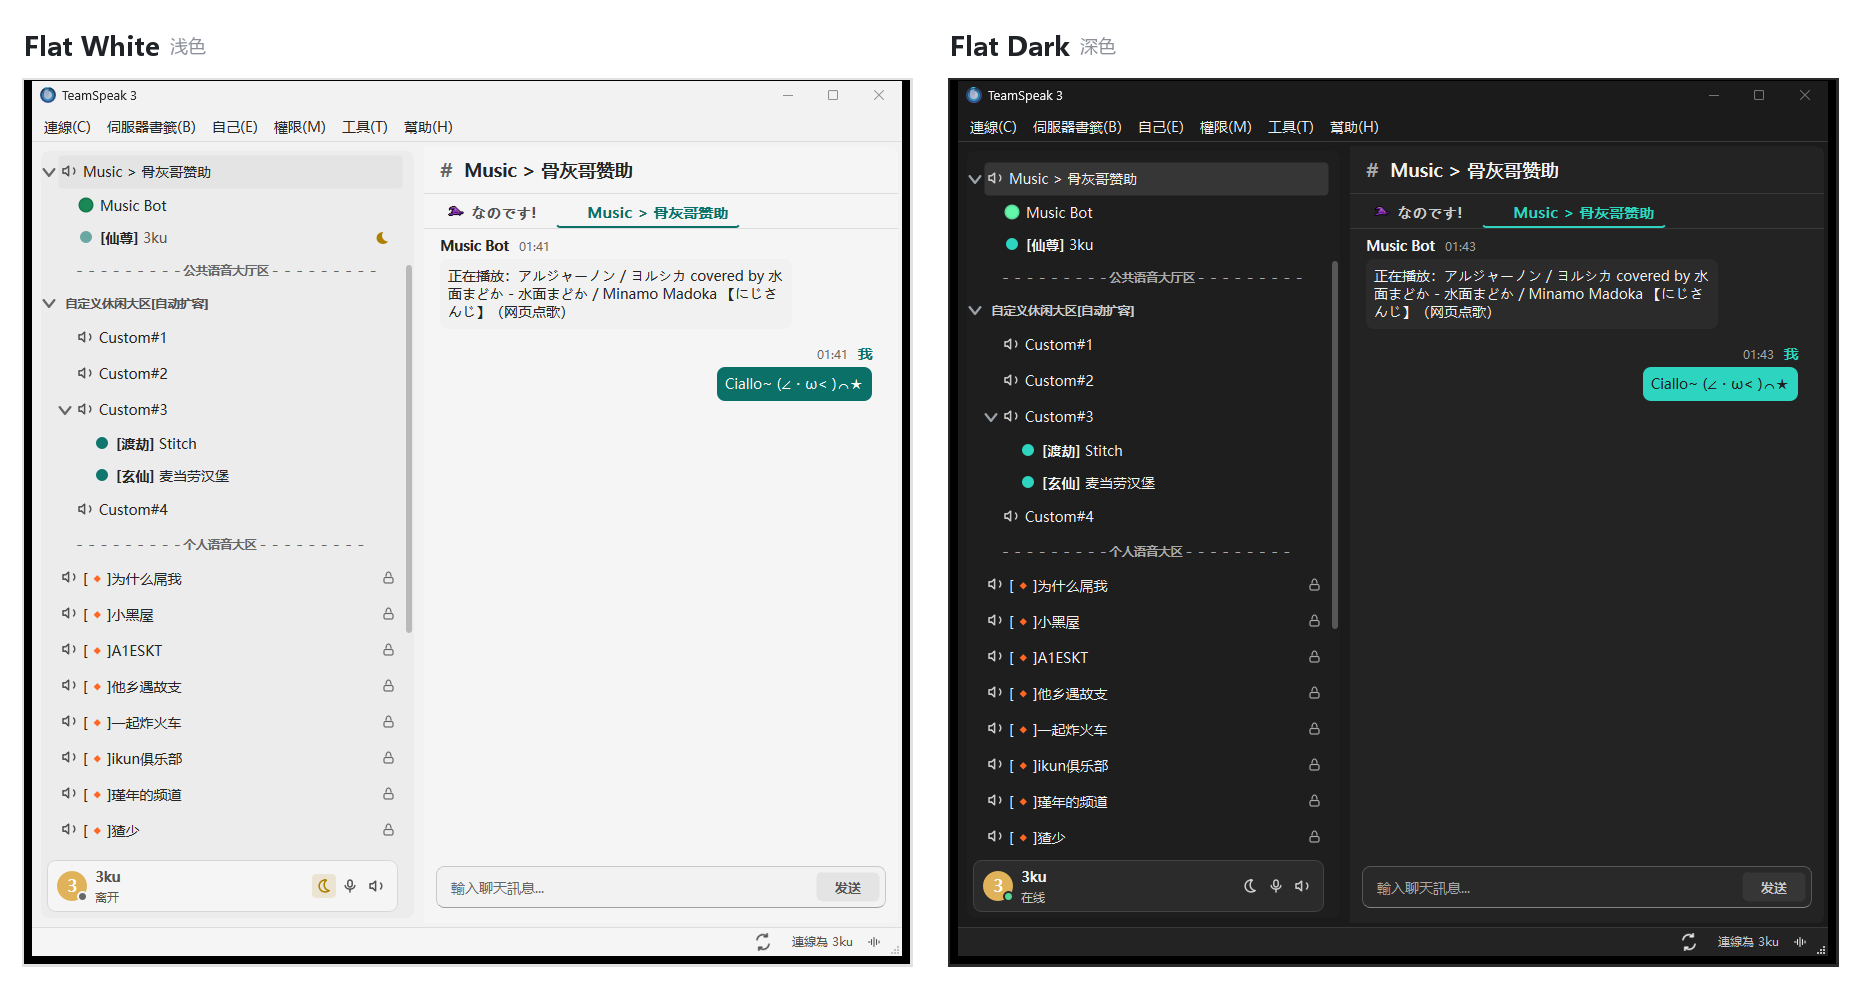 Flat White 浅色
TeamSpeak 3
連線(C) 伺服器書籤(B) 自己(E) 權限(M) 工具(T) 幫助(H)
Music > 骨灰哥赞助
Music Bot
[仙尊] 3ku
- - - - - - - - - 公共语音大厅区 - - - - - - - - -
自定义休闲大区[自动扩容]
Custom#1
Custom#2
Custom#3
[渡劫] Stitch
[玄仙] 麦当劳汉堡
Custom#4
- - - - - - - - - 个人语音大区 - - - - - - - - -
[🔸]为什么屌我
[🔸]小黑屋
[🔸]A1ESKT
[🔸]他乡遇故支
[🔸]一起炸火车
[🔸]ikun俱乐部
[🔸]瑾年的频道
[🔸]猹少
3
3ku
离开
# Music > 骨灰哥赞助
なのです! Music > 骨灰哥赞助
Music Bot 01:41
正在播放：アルジャーノン / ヨルシカ covered by 水
面まどか - 水面まどか / Minamo Madoka 【にじさ
んじ】（网页点歌）
01:41 我
Ciallo~ (∠・ω< )⌒★
輸入聊天訊息...
发送
連線為 3ku
Flat Dark 深色
TeamSpeak 3
連線(C) 伺服器書籤(B) 自己(E) 權限(M) 工具(T) 幫助(H)
Music > 骨灰哥赞助
Music Bot
[仙尊] 3ku
- - - - - - - - - 公共语音大厅区 - - - - - - - - -
自定义休闲大区[自动扩容]
Custom#1
Custom#2
Custom#3
[渡劫] Stitch
[玄仙] 麦当劳汉堡
Custom#4
- - - - - - - - - 个人语音大区 - - - - - - - - -
[🔸]为什么屌我
[🔸]小黑屋
[🔸]A1ESKT
[🔸]他乡遇故支
[🔸]一起炸火车
[🔸]ikun俱乐部
[🔸]瑾年的频道
[🔸]猹少
3
3ku
在线
# Music > 骨灰哥赞助
なのです! Music > 骨灰哥赞助
Music Bot 01:43
正在播放：アルジャーノン / ヨルシカ covered by 水
面まどか - 水面まどか / Minamo Madoka 【にじさ
んじ】（网页点歌）
01:43 我
Ciallo~ (∠・ω< )⌒★
輸入聊天訊息...
发送
連線為 3ku